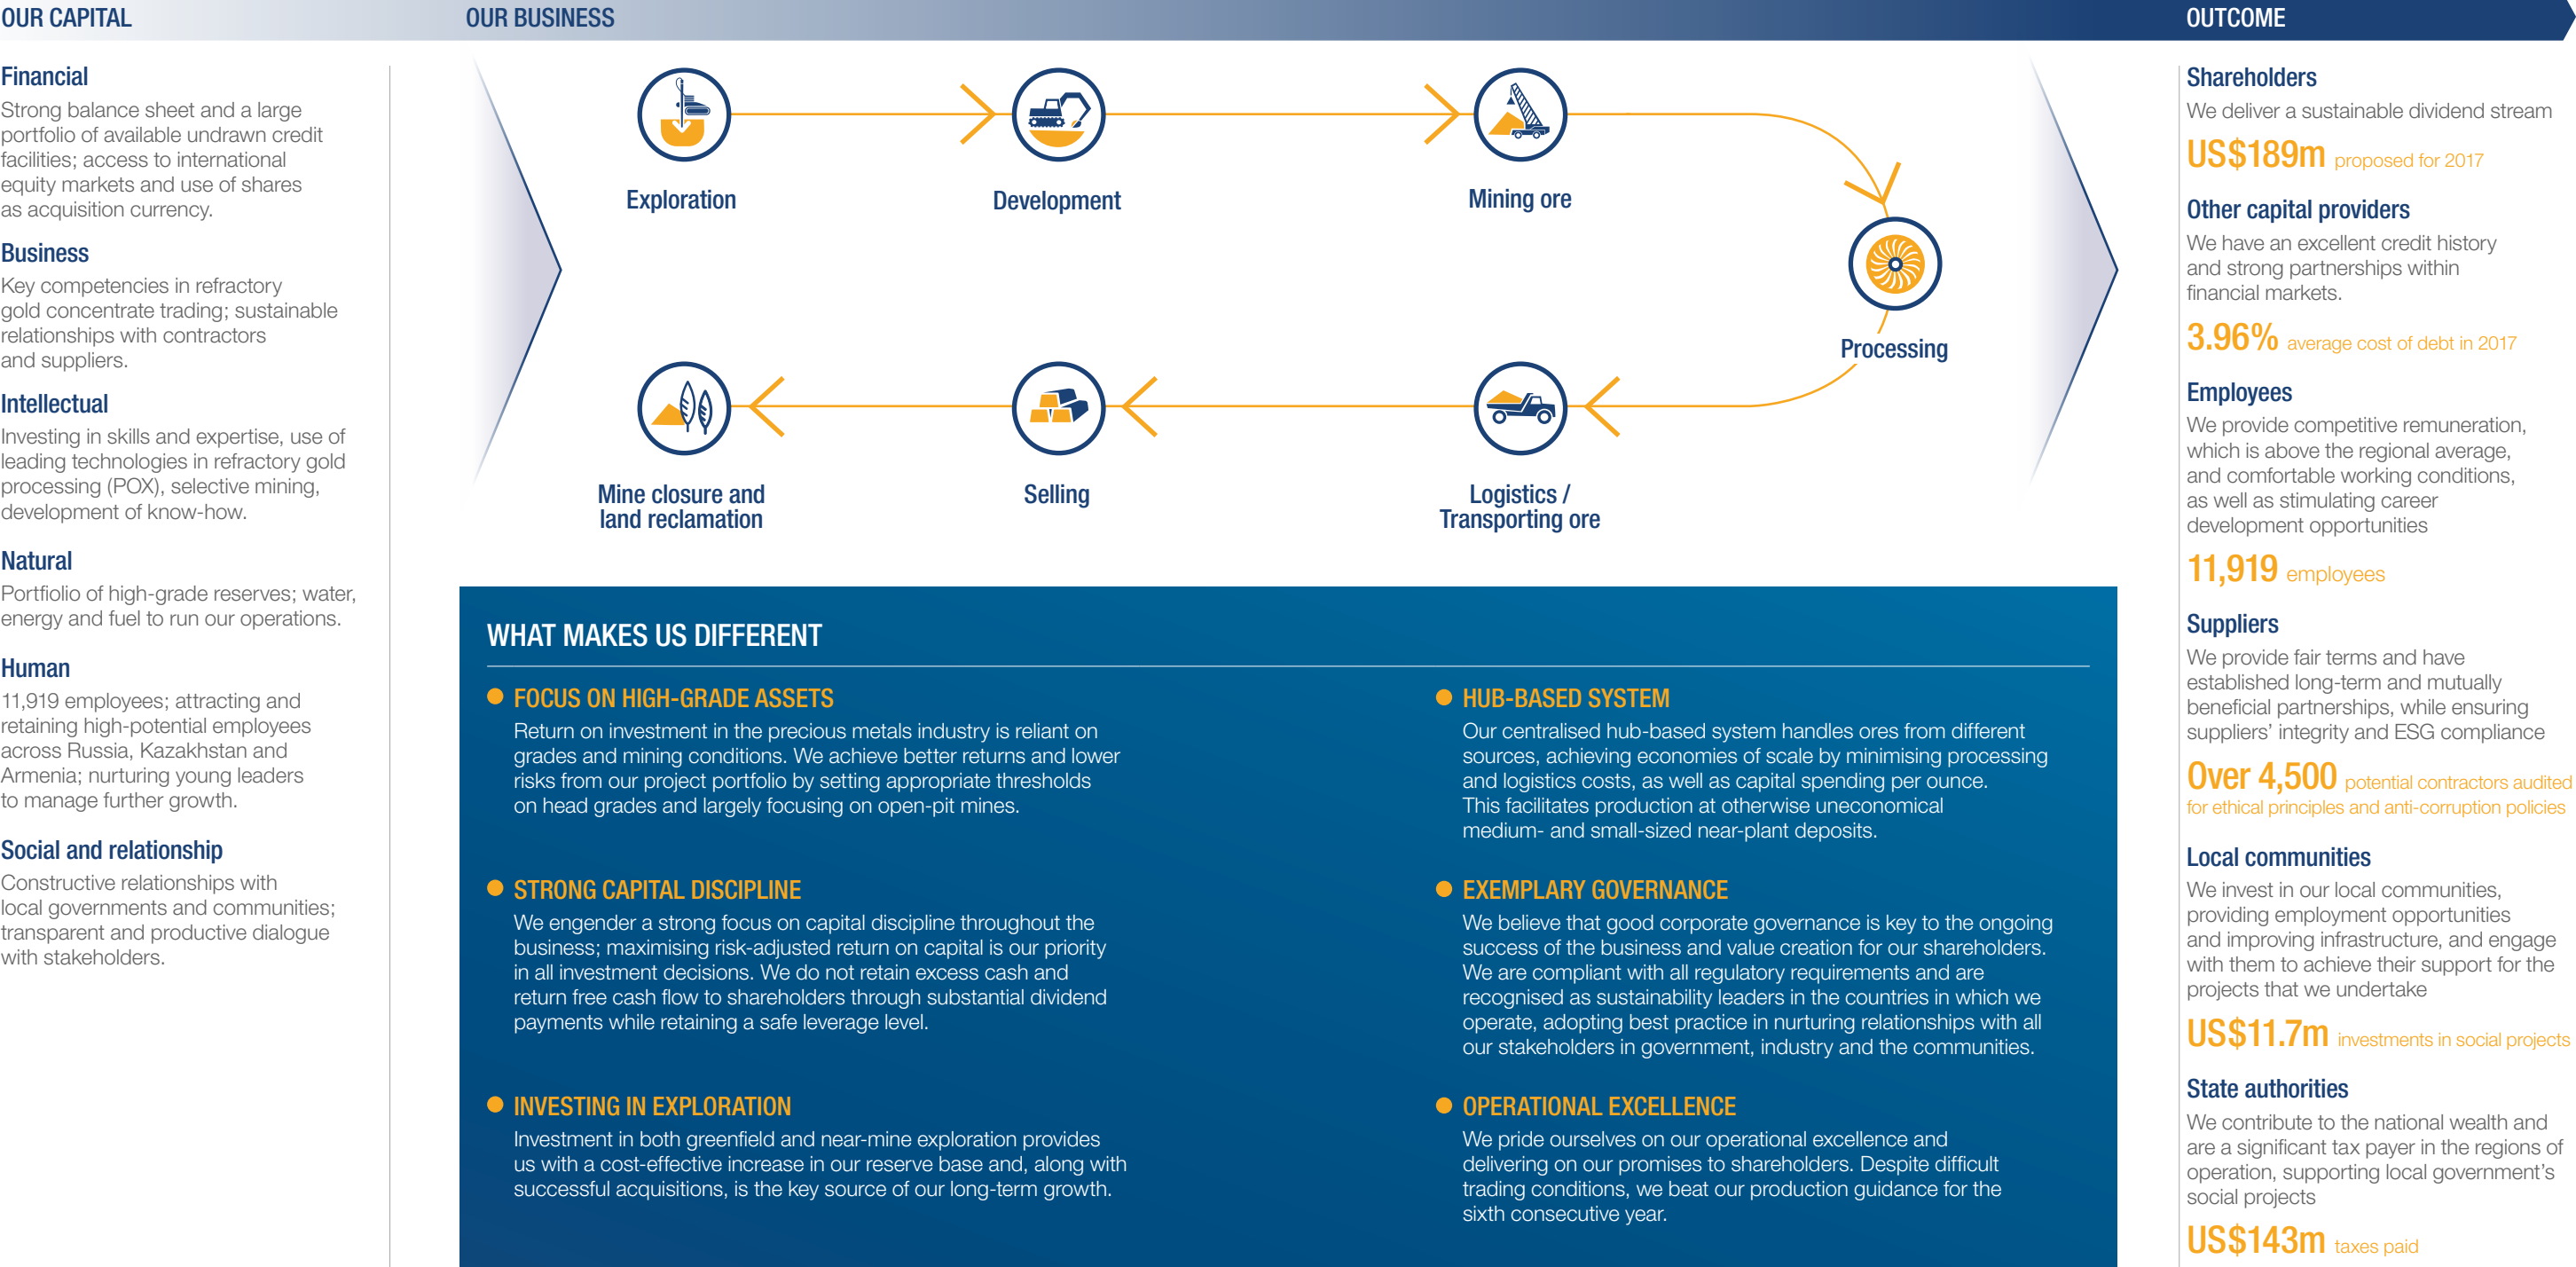 OUR CAPITAL
OUR BUSINESS
OUTCOME
Financial
Strong balance sheet and a large
portfolio of available undrawn credit
facilities; access to international
equity markets and use of shares
as acquisition currency.
Business
Key competencies in refractory
gold concentrate trading; sustainable
relationships with contractors
and suppliers.
Intellectual
Investing in skills and expertise, use of
leading technologies in refractory gold
processing (POX), selective mining,
development of know-how.
Natural
Portfiolio of high-grade reserves; water,
energy and fuel to run our operations.
Human
11,919 employees; attracting and
retaining high-potential employees
across Russia, Kazakhstan and
Armenia; nurturing young leaders
to manage further growth.
Social and relationship
Constructive relationships with
local governments and communities;
transparent and productive dialogue
with stakeholders.
Exploration
Development
Mining ore
Processing
Logistics /
Transporting ore
Selling
Mine closure and
land reclamation
WHAT MAKES US DIFFERENT
FOCUS ON HIGH-GRADE ASSETS
Return on investment in the precious metals industry is reliant on
grades and mining conditions. We achieve better returns and lower
risks from our project portfolio by setting appropriate thresholds
on head grades and largely focusing on open-pit mines.
STRONG CAPITAL DISCIPLINE
We engender a strong focus on capital discipline throughout the
business; maximising risk-adjusted return on capital is our priority
in all investment decisions. We do not retain excess cash and
return free cash flow to shareholders through substantial dividend
payments while retaining a safe leverage level.
INVESTING IN EXPLORATION
Investment in both greenfield and near-mine exploration provides
us with a cost-effective increase in our reserve base and, along with
successful acquisitions, is the key source of our long-term growth.
HUB-BASED SYSTEM
Our centralised hub-based system handles ores from different
sources, achieving economies of scale by minimising processing
and logistics costs, as well as capital spending per ounce.
This facilitates production at otherwise uneconomical
medium- and small-sized near-plant deposits.
EXEMPLARY GOVERNANCE
We believe that good corporate governance is key to the ongoing
success of the business and value creation for our shareholders.
We are compliant with all regulatory requirements and are
recognised as sustainability leaders in the countries in which we
operate, adopting best practice in nurturing relationships with all
our stakeholders in government, industry and the communities.
OPERATIONAL EXCELLENCE
We pride ourselves on our operational excellence and
delivering on our promises to shareholders. Despite difficult
trading conditions, we beat our production guidance for the
sixth consecutive year.
Shareholders
We deliver a sustainable dividend stream
US$189m proposed for 2017
Other capital providers
We have an excellent credit history
and strong partnerships within
financial markets.
3.96% average cost of debt in 2017
Employees
We provide competitive remuneration,
which is above the regional average,
and comfortable working conditions,
as well as stimulating career
development opportunities
11,919 employees
Suppliers
We provide fair terms and have
established long-term and mutually
beneficial partnerships, while ensuring
suppliers' integrity and ESG compliance
Over 4,500 potential contractors audited
for ethical principles and anti-corruption policies
Local communities
We invest in our local communities,
providing employment opportunities
and improving infrastructure, and engage
with them to achieve their support for the
projects that we undertake
US$11.7m investments in social projects
State authorities
We contribute to the national wealth and
are a significant tax payer in the regions of
operation, supporting local government's
social projects
US$143m taxes paid